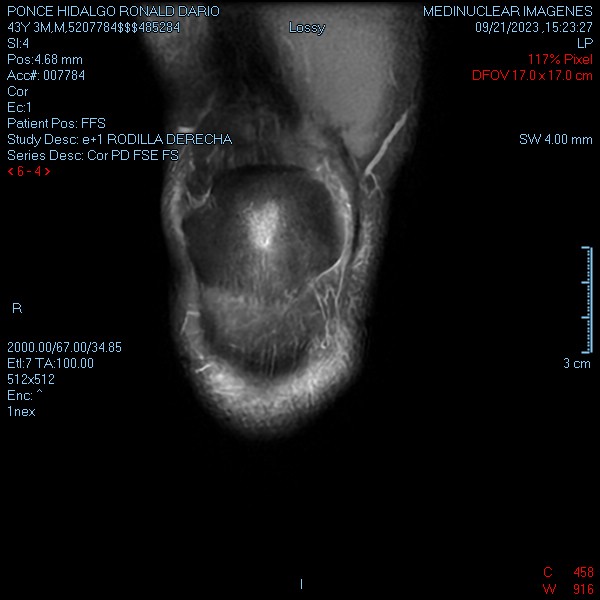 PONCE HIDALGO RONALD DARIO
43Y 3M,M,5207784$$$485284
Sl:4
Pos:4.68 mm
Acc#: 007784
Cor
Ec:1
Patient Pos: FFS
Study Desc: e+1 RODILLA DERECHA
Series Desc: Cor PD FSE FS
< 6 - 4 >
Lossy
MEDINUCLEAR IMAGENES
09/21/2023 ,15:23:27
LP
117% Pixel
DFOV 17.0 x 17.0 cm
SW 4.00 mm
R
2000.00/67.00/34.85
Etl:7 TA:100.00
512x512
Enc: ^
1nex
3 cm
I
C 458
W 916